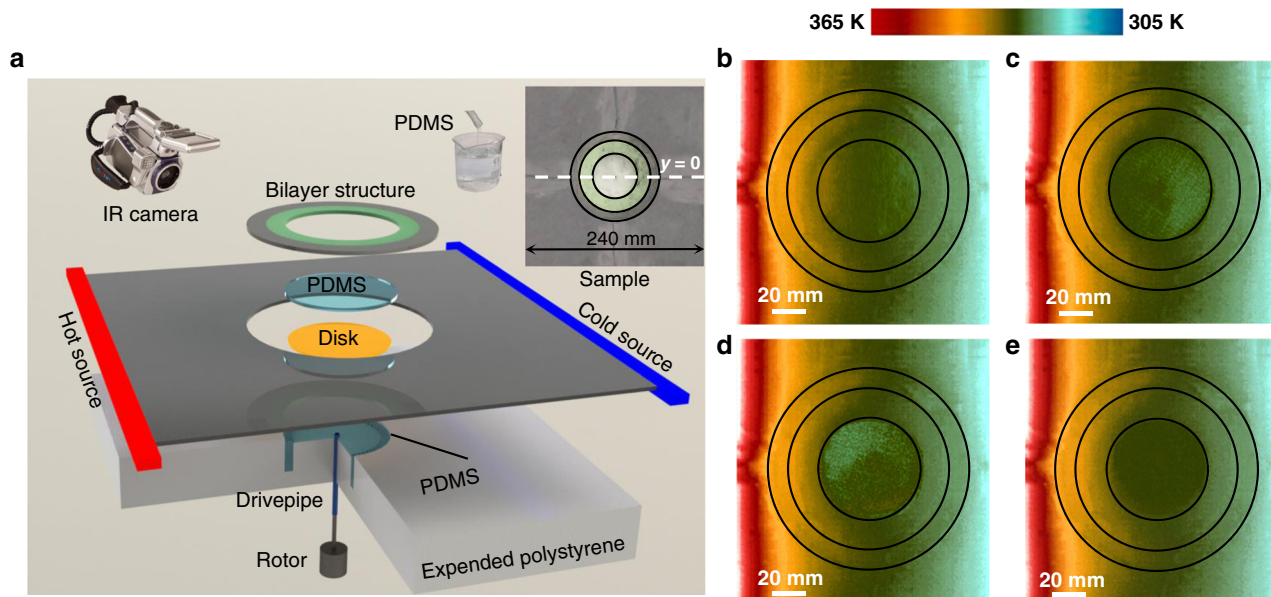 365 K
305 K
a
IR camera
PDMS
Bilayer structure
y = 0
240 mm
Sample
PDMS
Disk
Hot source
Cold source
PDMS
Drivepipe
Rotor
Expended polystyrene
b
20 mm
c
20 mm
d
20 mm
e
20 mm